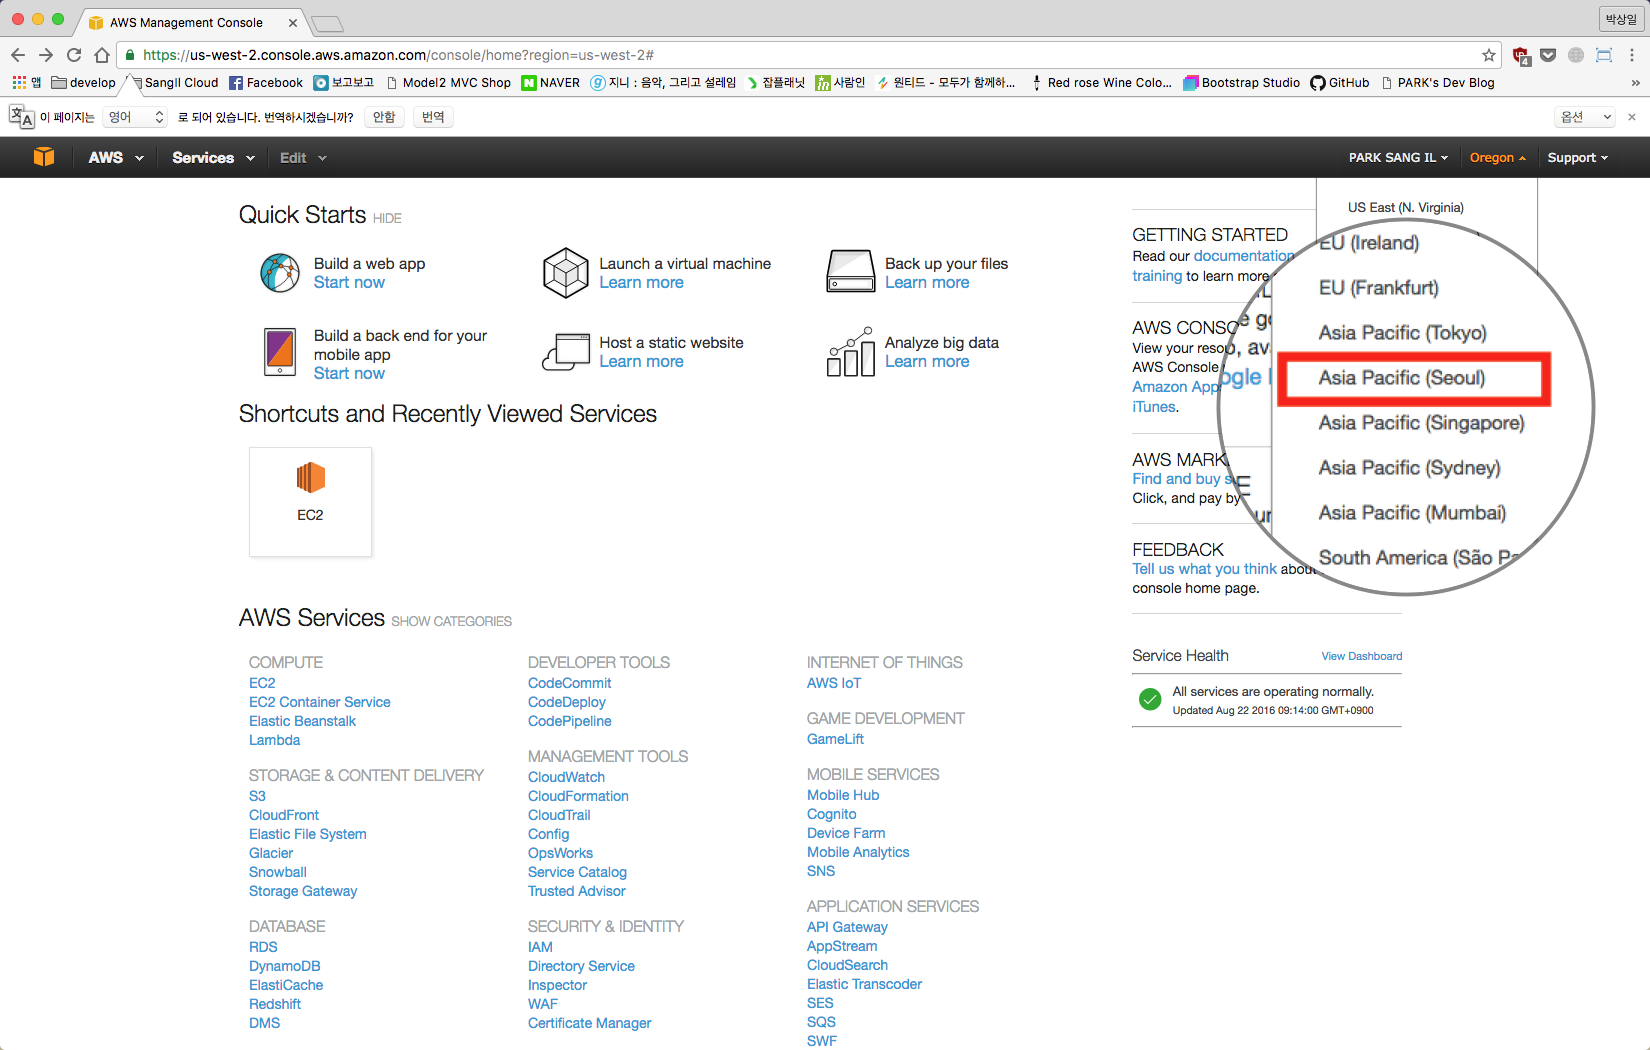 AWS Management Console
박상일
https://us-west-2.console.aws.amazon.com/console/home?region=us-west-2#
4
앱
develop
Sangil Cloud
Facebook
보고보고
Model2 MVC Shop
NAVER
지니 : 음악, 그리고 설레임
잡플래닛
사람인
원티드 - 모두가 함께하...
Red rose Wine Colo...
Bootstrap Studio
GitHub
PARK's Dev Blog
»
이 페이지는 영어 로 되어 있습니다. 번역하시겠습니까? 안함 번역
옵션
AWS Services Edit
PARK SANG IL Oregon Support
Quick Starts HIDE
Build a web app
Start now
Launch a virtual machine
Learn more
Back up your files
Learn more
Build a back end for your
mobile app
Start now
Host a static website
Learn more
Analyze big data
Learn more
Shortcuts and Recently Viewed Services
EC2
AWS Services SHOW CATEGORIES
COMPUTE
EC2
EC2 Container Service
Elastic Beanstalk
Lambda
STORAGE & CONTENT DELIVERY
S3
CloudFront
Elastic File System
Glacier
Snowball
Storage Gateway
DATABASE
RDS
DynamoDB
ElastiCache
Redshift
DMS
DEVELOPER TOOLS
CodeCommit
CodeDeploy
CodePipeline
MANAGEMENT TOOLS
CloudWatch
CloudFormation
CloudTrail
Config
OpsWorks
Service Catalog
Trusted Advisor
SECURITY & IDENTITY
IAM
Directory Service
Inspector
WAF
Certificate Manager
INTERNET OF THINGS
AWS IoT
GAME DEVELOPMENT
GameLift
MOBILE SERVICES
Mobile Hub
Cognito
Device Farm
Mobile Analytics
SNS
APPLICATION SERVICES
API Gateway
AppStream
CloudSearch
Elastic Transcoder
SES
SQS
SWF
GETTING STARTED
Read our documentation
training to learn more
AWS CONSO
View your resou
AWS Console
Amazon App
iTunes.
AWS MARK
Find and buy s
Click, and pay by
FEEDBACK
Tell us what you think about
console home page.
Service Health View Dashboard
All services are operating normally.
Updated Aug 22 2016 09:14:00 GMT+0900
US East (N. Virginia)
EU (Ireland)
EU (Frankfurt)
Asia Pacific (Tokyo)
Asia Pacific (Seoul)
Asia Pacific (Singapore)
Asia Pacific (Sydney)
Asia Pacific (Mumbai)
South America (São Pa